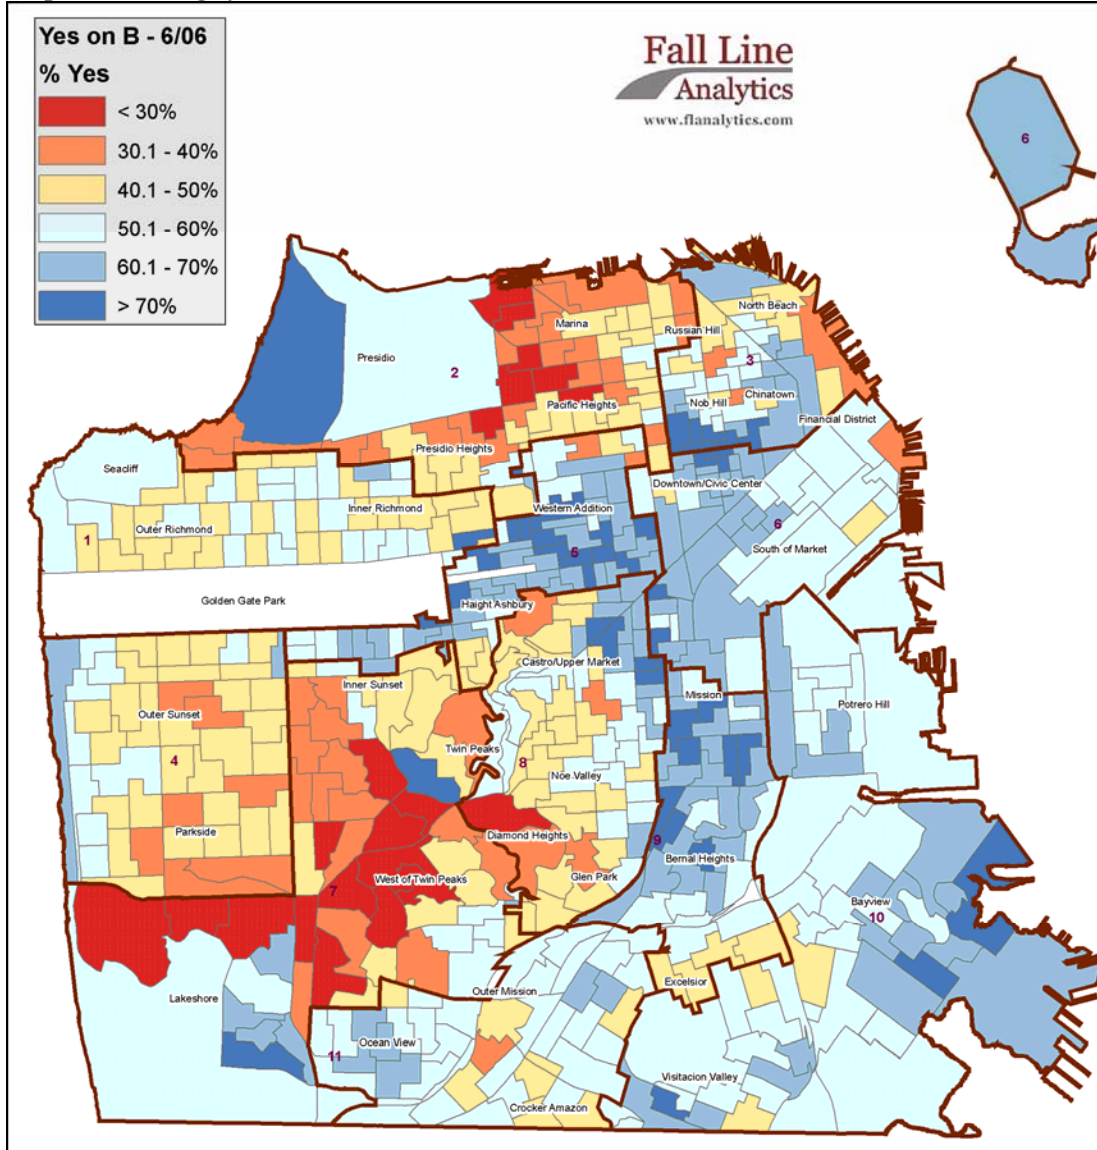 Yes on B - 6/06
% Yes
< 30%
30.1 - 40%
40.1 - 50%
50.1 - 60%
60.1 - 70%
> 70%
Fall Line
Analytics
www.flanalytics.com
6
North Beach
Marina
Russian Hill
Presidio
2
3
Pacific Heights
Nob Hill
Chinatown
Financial District
Presidio Heights
Seacliff
Downtown/Civic Center
Inner Richmond
Western Addition
Outer Richmond
6
1
5
South of Market
Golden Gate Park
Haight Ashbury
Castro/Upper Market
Inner Sunset
Mission
Potrero Hill
Outer Sunset
Twin Peaks
4
8
Noe Valley
Parkside
Diamond Heights
9
Bernal Heights
Glen Park
West of Twin Peaks
7
Bayview
10
Excelsior
Outer Mission
Lakeshore
Ocean View
11
Visitacion Valley
Crocker Amazon